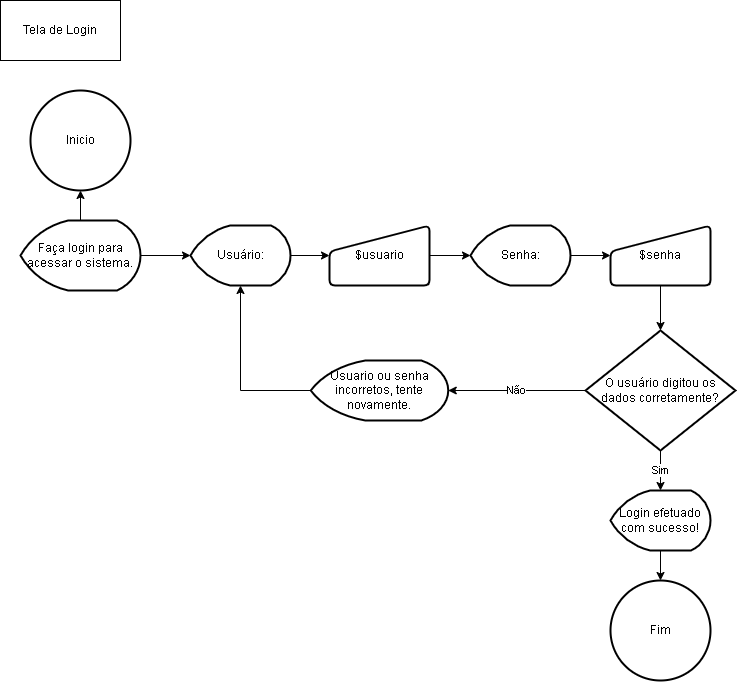 Tela de Login
Inicio
Faça login para
acessar o sistema.
Usuário:
$usuario
Senha:
$senha
O usuário digitou os
dados corretamente?
Não
Usuario ou senha
incorretos, tente
novamente.
Sim
Login efetuado
com sucesso!
Fim